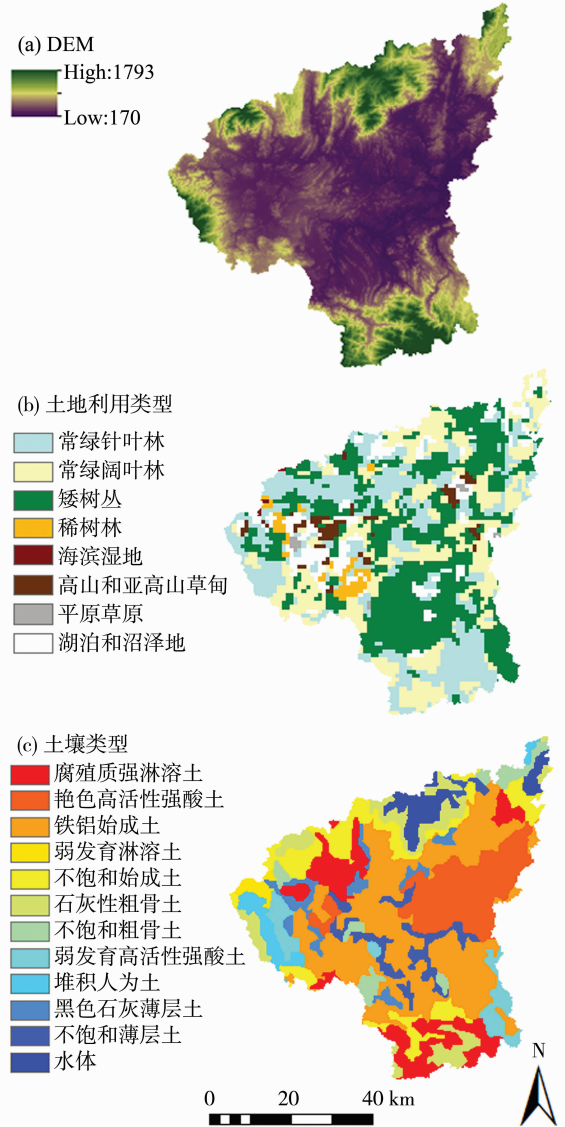 (a) DEM
High:1793
Low:170
(b) 土地利用类型
常绿针叶林
常绿阔叶林
矮树丛
稀树林
海滨湿地
高山和亚高山草甸
平原草原
湖泊和沼泽地
(c) 土壤类型
腐殖质强淋溶土
艳色高活性强酸土
铁铝始成土
弱发育淋溶土
不饱和始成土
石灰性粗骨土
不饱和粗骨土
弱发育高活性强酸土
堆积人为土
黑色石灰薄层土
不饱和薄层土
水体
N
0 20 40 km